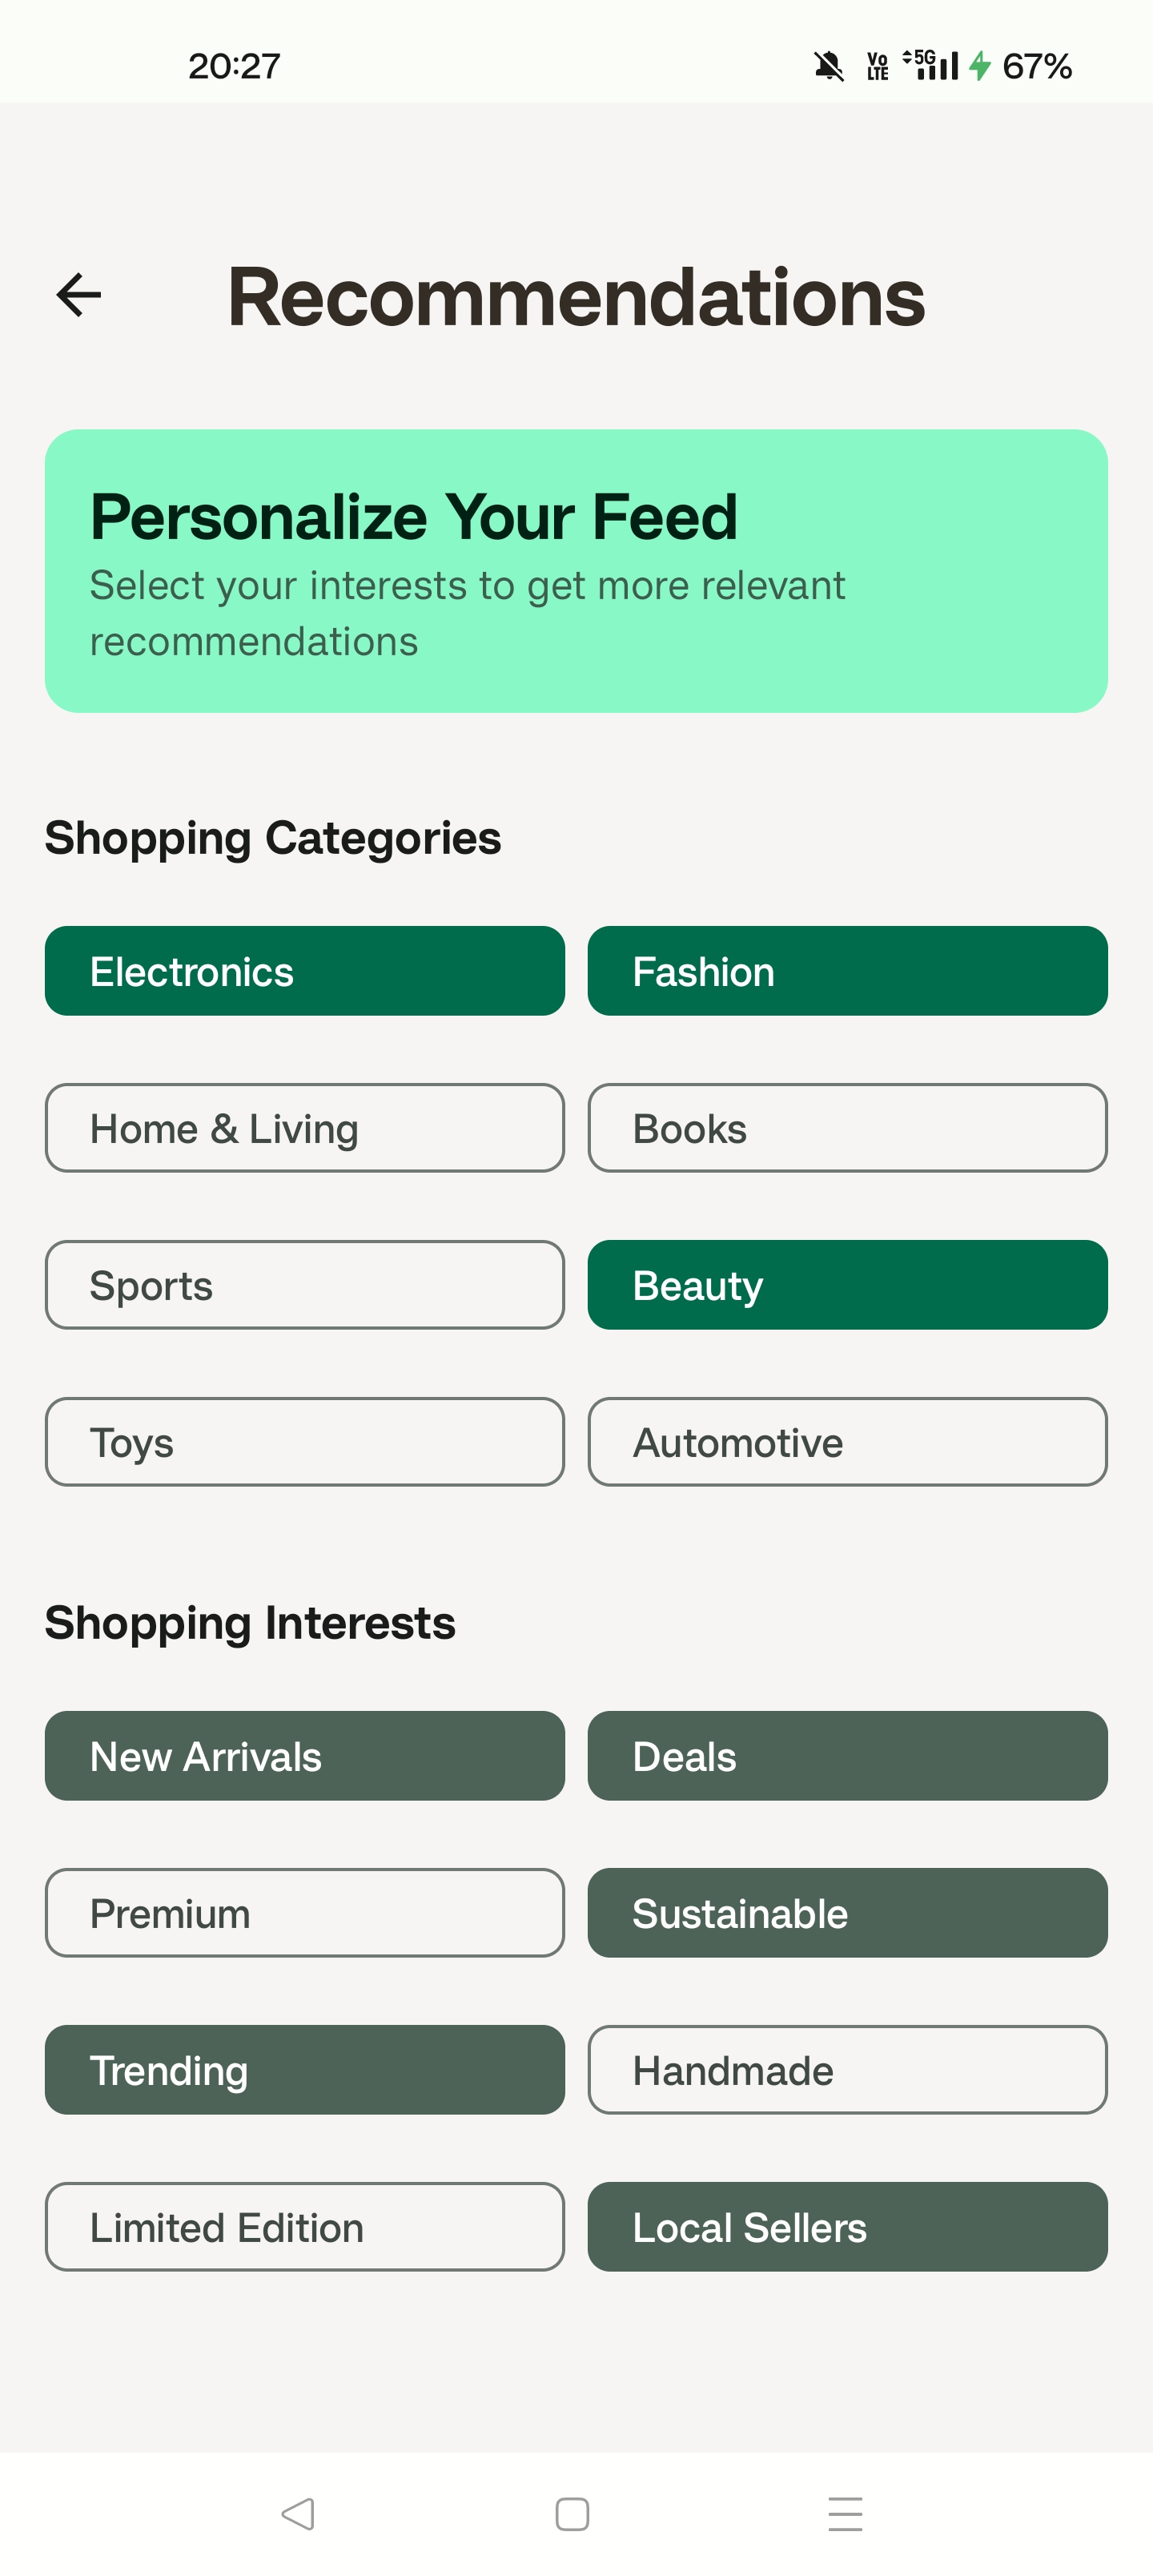 20:27
Vo LTE 5G 67%
Recommendations
Personalize Your Feed
Select your interests to get more relevant
recommendations
Shopping Categories
Electronics
Fashion
Home & Living
Books
Sports
Beauty
Toys
Automotive
Shopping Interests
New Arrivals
Deals
Premium
Sustainable
Trending
Handmade
Limited Edition
Local Sellers